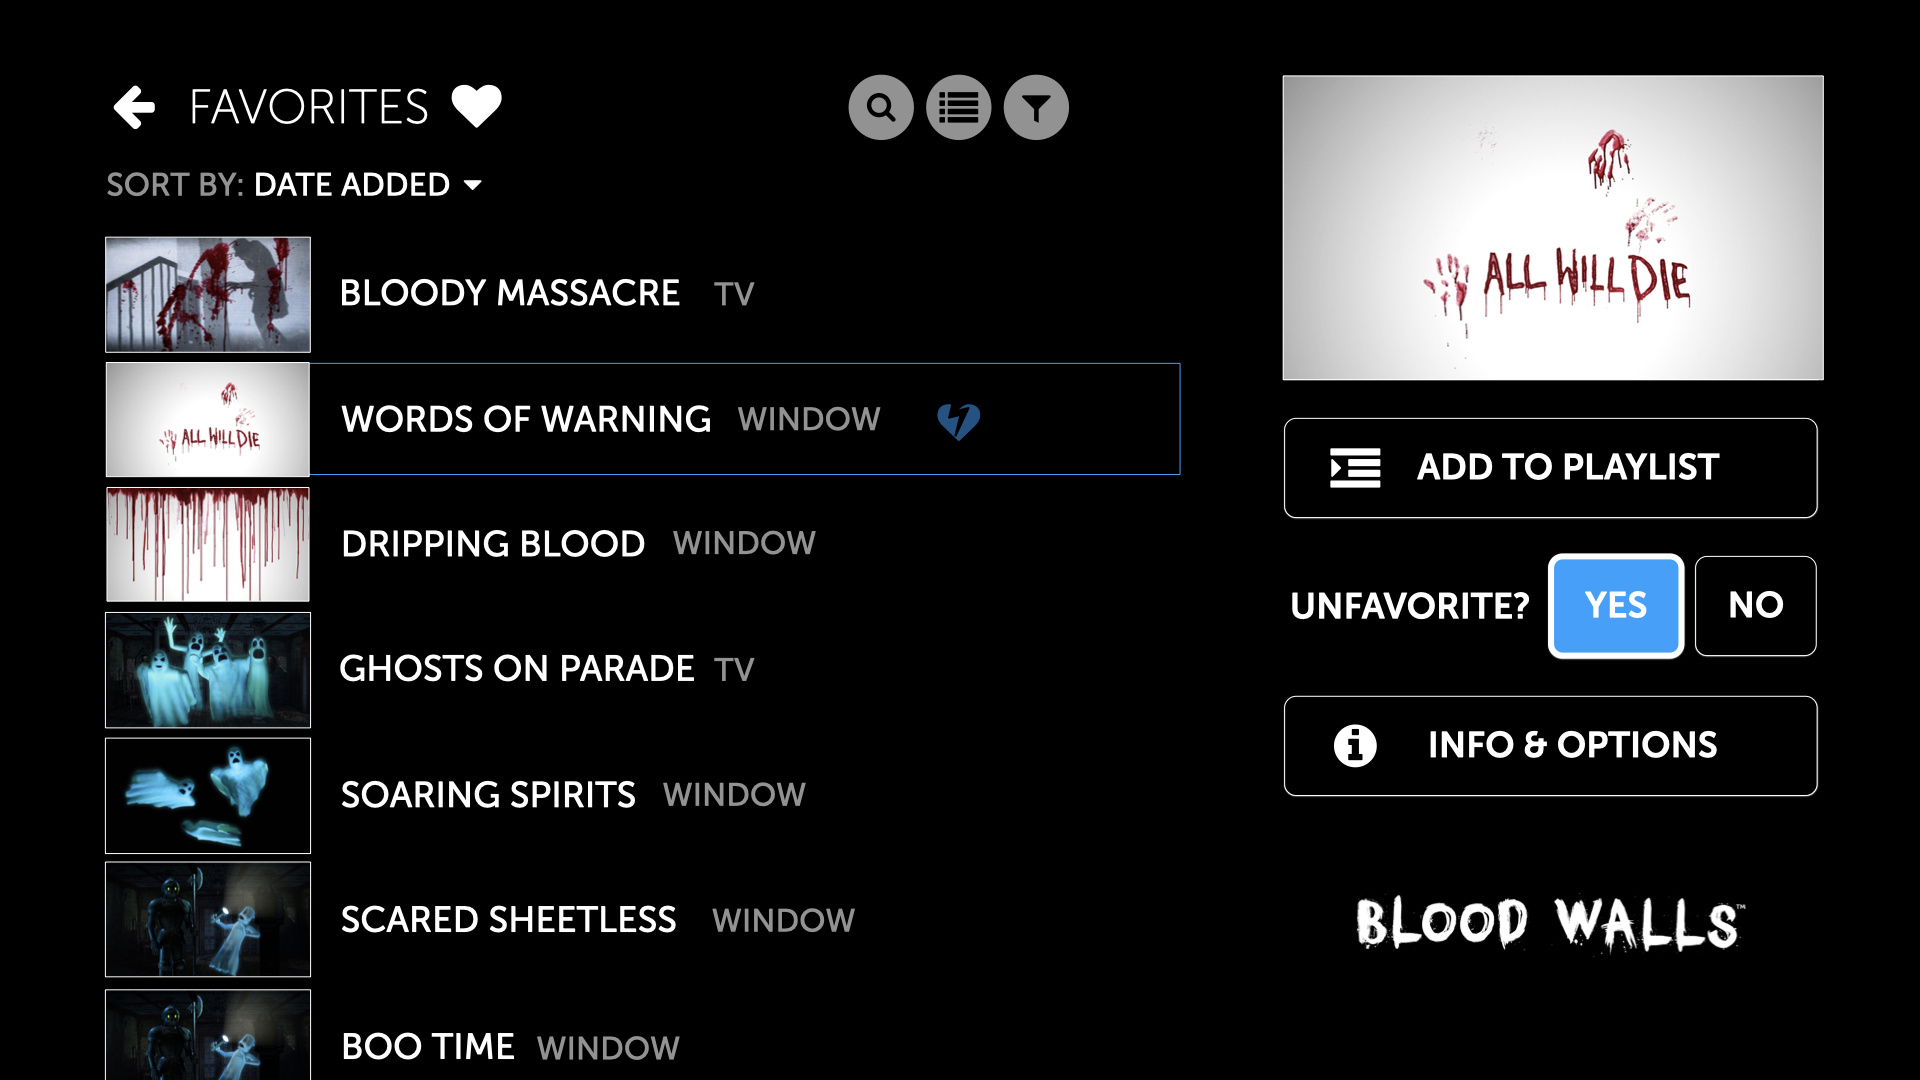 FAVORITES
SORT BY: DATE ADDED
BLOODY MASSACRE TV
ALL WILL DIE
WORDS OF WARNING WINDOW
DRIPPING BLOOD WINDOW
GHOSTS ON PARADE TV
SOARING SPIRITS WINDOW
SCARED SHEETLESS WINDOW
BOO TIME WINDOW
ALL WILL DIE
ADD TO PLAYLIST
UNFAVORITE? YES NO
INFO & OPTIONS
BLOOD WALLS™